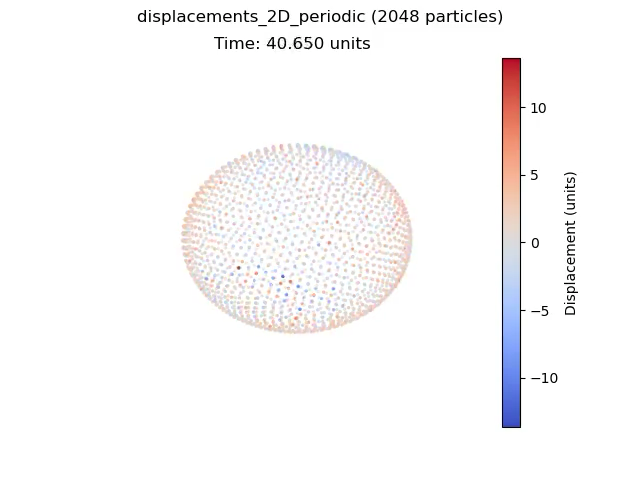 displacements_2D_periodic (2048 particles)
Time: 40.650 units
10
5
0
−5
−10
Displacement (units)